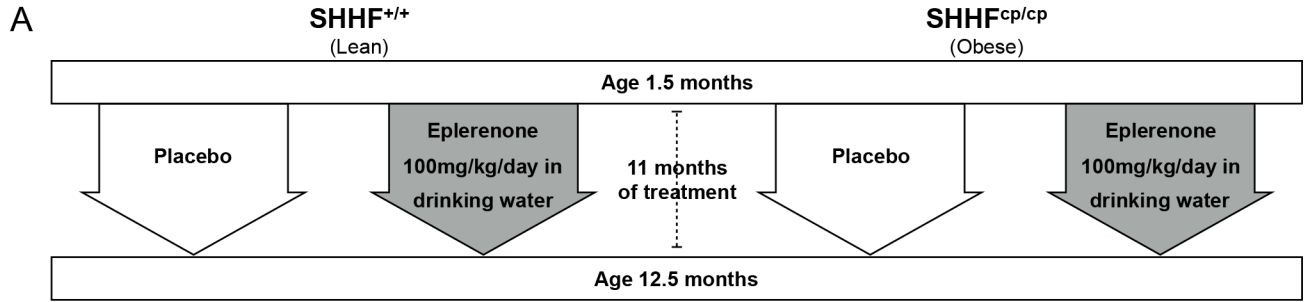 A
SHHF+/+
(Lean)
SHHFcp/cp
(Obese)
Age 1.5 months
Placebo
Eplerenone
100mg/kg/day in
drinking water
11 months
of treatment
Placebo
Eplerenone
100mg/kg/day in
drinking water
Age 12.5 months